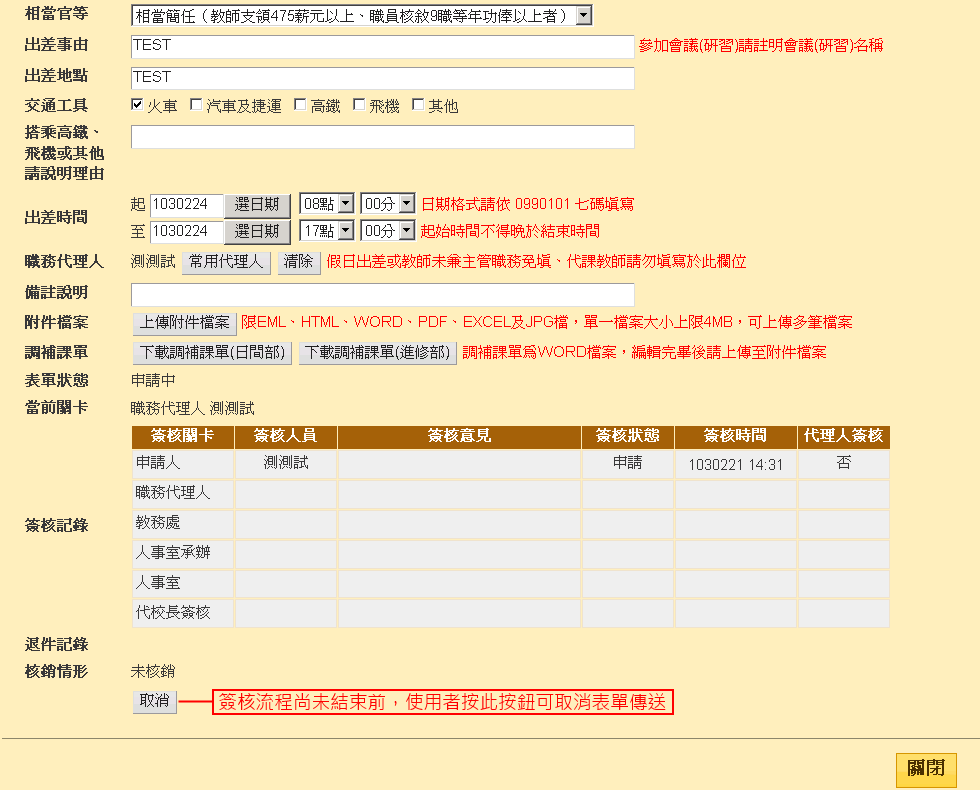 相當官等 相當簡任（教師支領475薪元以上、職員核敘9職等年功俸以上者）
出差事由 TEST 參加會議(研習)請註明會議(研習)名稱
出差地點 TEST
交通工具 火車 汽車及捷運 高鐵 飛機 其他
搭乘高鐵、
飛機或其他
請說明理由
出差時間
起 1030224 選日期 08點 00分 日期格式請依 0990101 七碼填寫
至 1030224 選日期 17點 00分 起始時間不得晚於結束時間
職務代理人 測測試 常用代理人 清除 假日出差或教師未兼主管職務免填、代課教師請勿填寫於此欄位
備註說明
附件檔案 上傳附件檔案 限EML、HTML、WORD、PDF、EXCEL及JPG檔，單一檔案大小上限4MB，可上傳多筆檔案
調補課單 下載調補課單(日間部) 下載調補課單(進修部) 調補課單為WORD檔案，編輯完畢後請上傳至附件檔案
表單狀態 申請中
當前關卡 職務代理人 測測試
簽核記錄
簽核關卡 簽核人員 簽核意見 簽核狀態 簽核時間 代理人簽核
申請人 測測試 申請 1030221 14:31 否
職務代理人
教務處
人事室承辦
人事室
代校長簽核
退件記錄
核銷情形 未核銷
取消 簽核流程尚未結束前，使用者按此按鈕可取消表單傳送
關閉